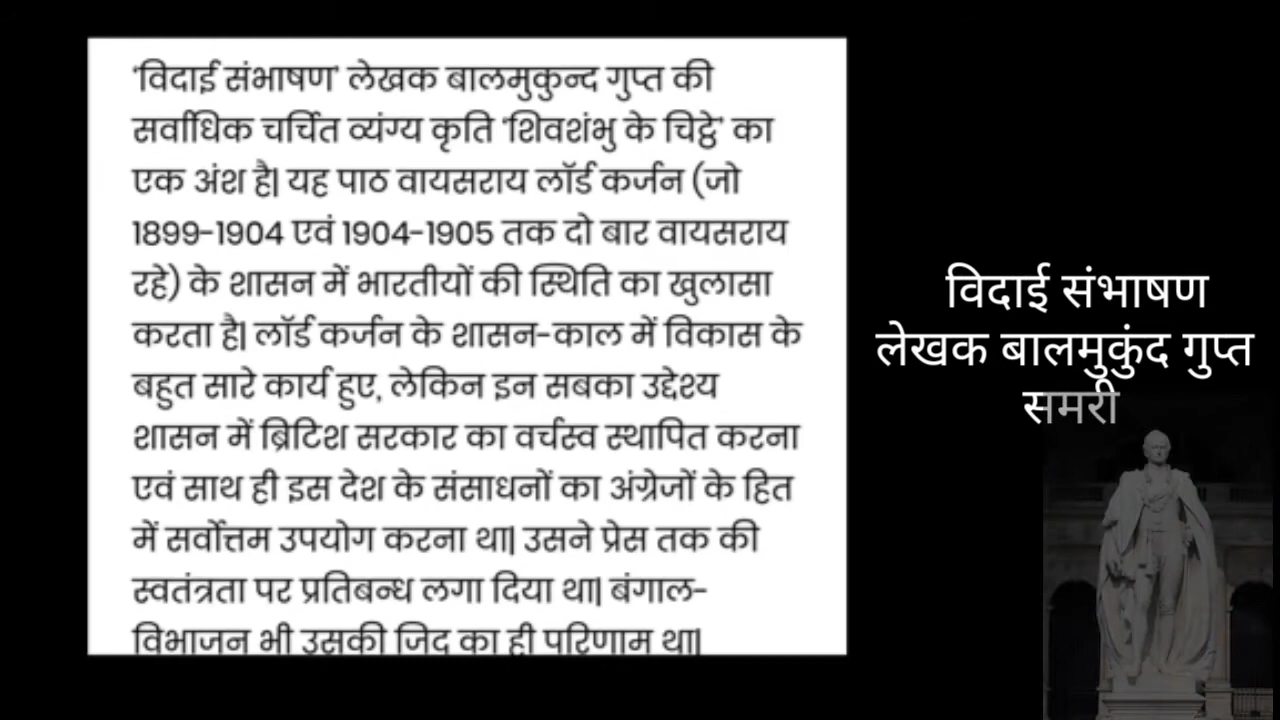 'विदाई संभाषण' लेखक बालमुकुन्द गुप्त की
सर्वाधिक चर्चित व्यंग्य कृति 'शिवशंभु के चिट्ठे' का
एक अंश है| यह पाठ वायसराय लॉर्ड कर्जन (जो
1899-1904 एवं 1904-1905 तक दो बार वायसराय
रहे) के शासन में भारतीयों की स्थिति का खुलासा
करता है| लॉर्ड कर्जन के शासन-काल में विकास के
बहुत सारे कार्य हुए, लेकिन इन सबका उद्देश्य
शासन में ब्रिटिश सरकार का वर्चस्व स्थापित करना
एवं साथ ही इस देश के संसाधनों का अंग्रेजों के हित
में सर्वोत्तम उपयोग करना था| उसने प्रेस तक की
स्वतंत्रता पर प्रतिबन्ध लगा दिया था| बंगाल-
विभाजन भी उसकी जिद का ही परिणाम था|
विदाई संभाषण
लेखक बालमुकुंद गुप्त
समरी